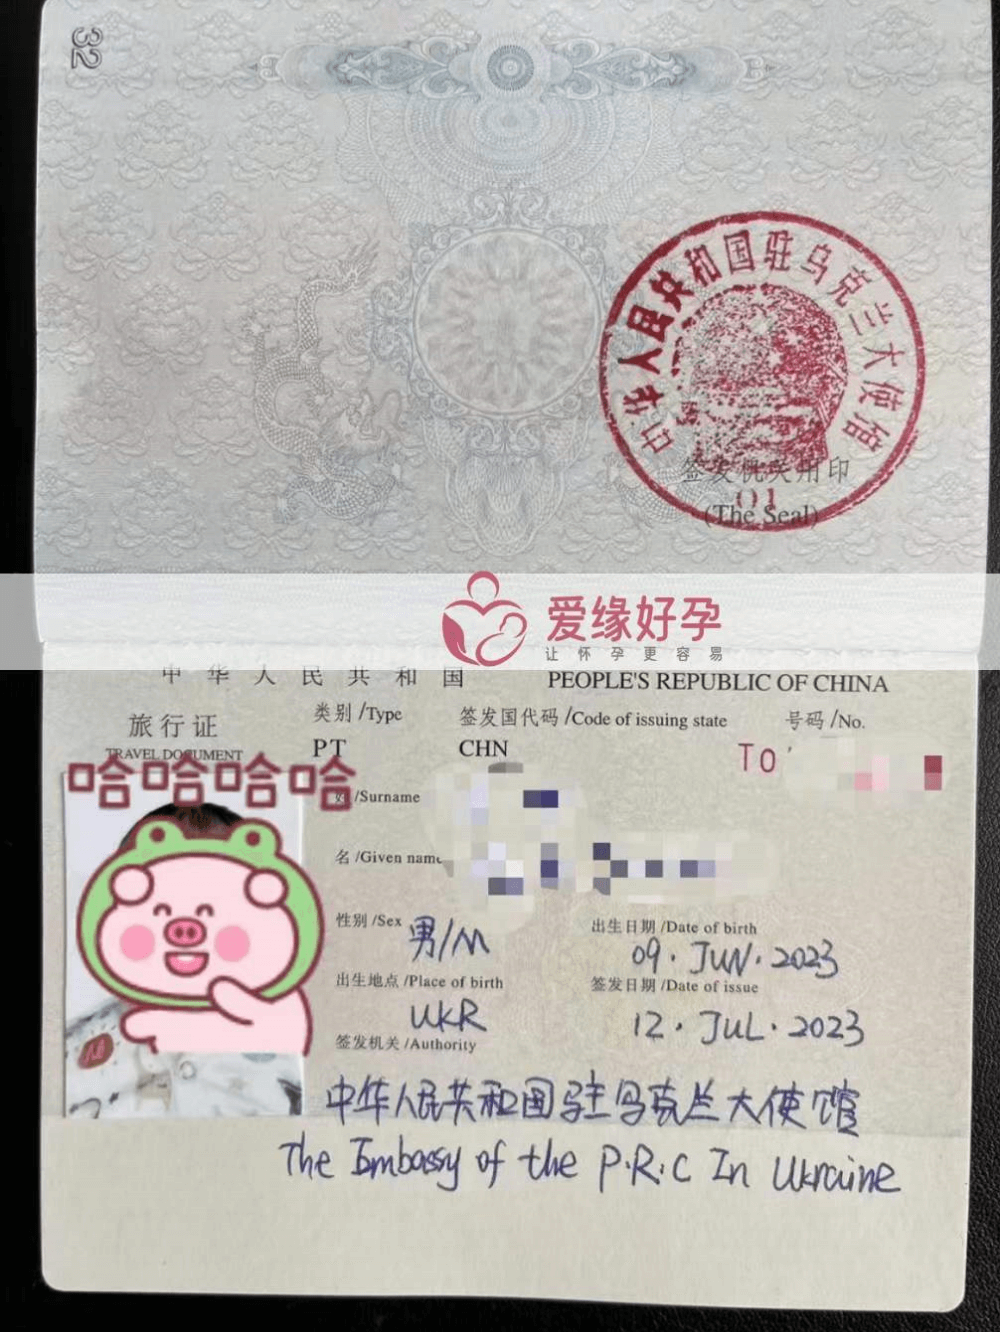 32
中华人民共和国驻乌克兰大使馆
签发机关用印
01
(The Seal)
爱缘好孕
让怀孕更容易
中华人民共和国 PEOPLE'S REPUBLIC OF CHINA
旅行证 类别/Type 签发国代码/Code of issuing state 号码/No.
TRAVEL DOCUMENT PT CHN To
哈哈哈哈
姓/Surname
名/Given name
性别/Sex 出生日期/Date of birth
男/M 09.JUN.2023
出生地点/Place of birth 签发日期/Date of issue
UKR 12.JUL.2023
签发机关/Authority
中华人民共和国驻乌克兰大使馆
The Embassy of the P.R.C In Ukraine